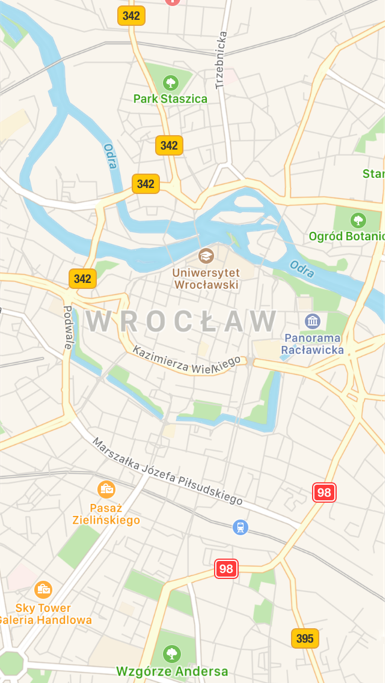 342
Trzebnicka
Park Staszica
342
Odra
342
Star
Ogród Botanic
Uniwersytet
Wrocławski
Odra
342
Podwale
WROCŁAW
Panorama
Racławicka
Kazimierza Wielkiego
Marszałka Józefa Piłsudskiego
98
Pasaż
Zielińskiego
98
Sky Tower
Galeria Handlowa
395
Wzgórze Andersa